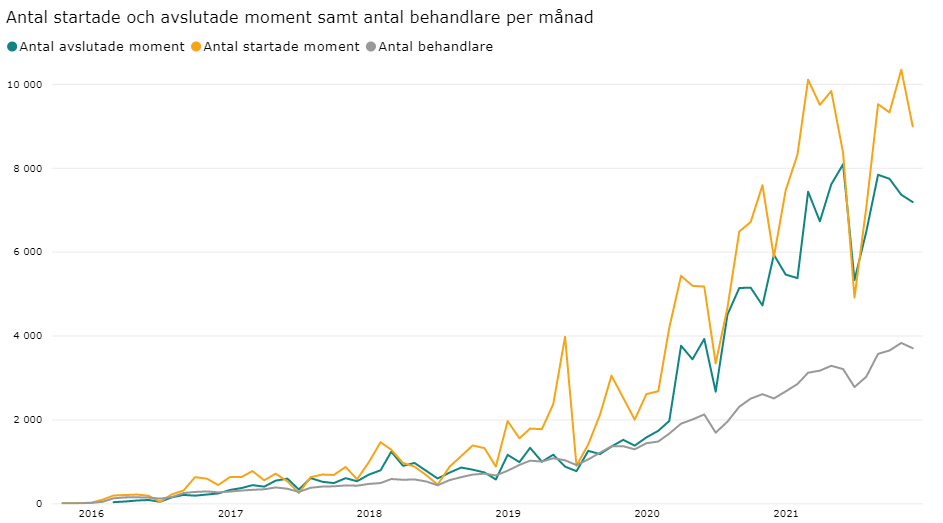 Antal startade och avslutade moment samt antal behandlare per månad
Antal avslutade moment Antal startade moment Antal behandlare
10 000
8 000
6 000
4 000
2 000
0
2016 2017 2018 2019 2020 2021